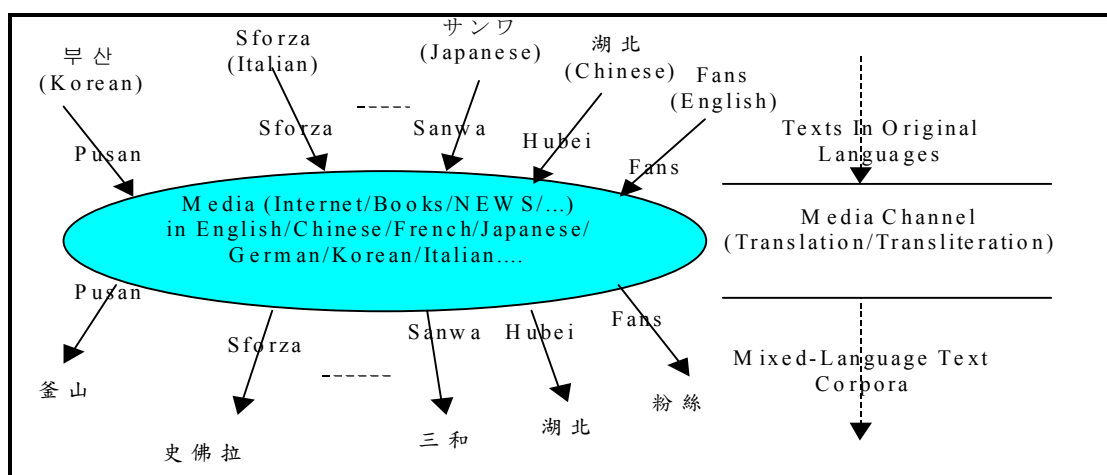 부산
(Korean)
Sforza
(Italian)
サンワ
(Japanese)
湖北
(Chinese)
Fans
(English)
Pusan
Sforza
Sanwa
Hubei
Fans
Texts In Original
Languages
Media (Internet/Books/NEWS/...)
in English/Chinese/French/Japanese/
German/Korean/Italian....
Media Channel
(Translation/Transliteration)
Pusan
Sforza
Sanwa
Hubei
Fans
Mixed-Language Text
Corpora
釜山
史佛拉
三和
湖北
粉絲